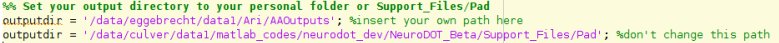 %% Set your output directory to your personal folder or Support_Files/Pad
outputdir = '/data/eggebrecht/data1/Ari/AAOutputs'; %insert your own path here
outputdir = '/data/culver/data1/matlab_codes/neurodot_dev/NeuroDOT_Beta/Support_Files/Pad'; %don't change this path